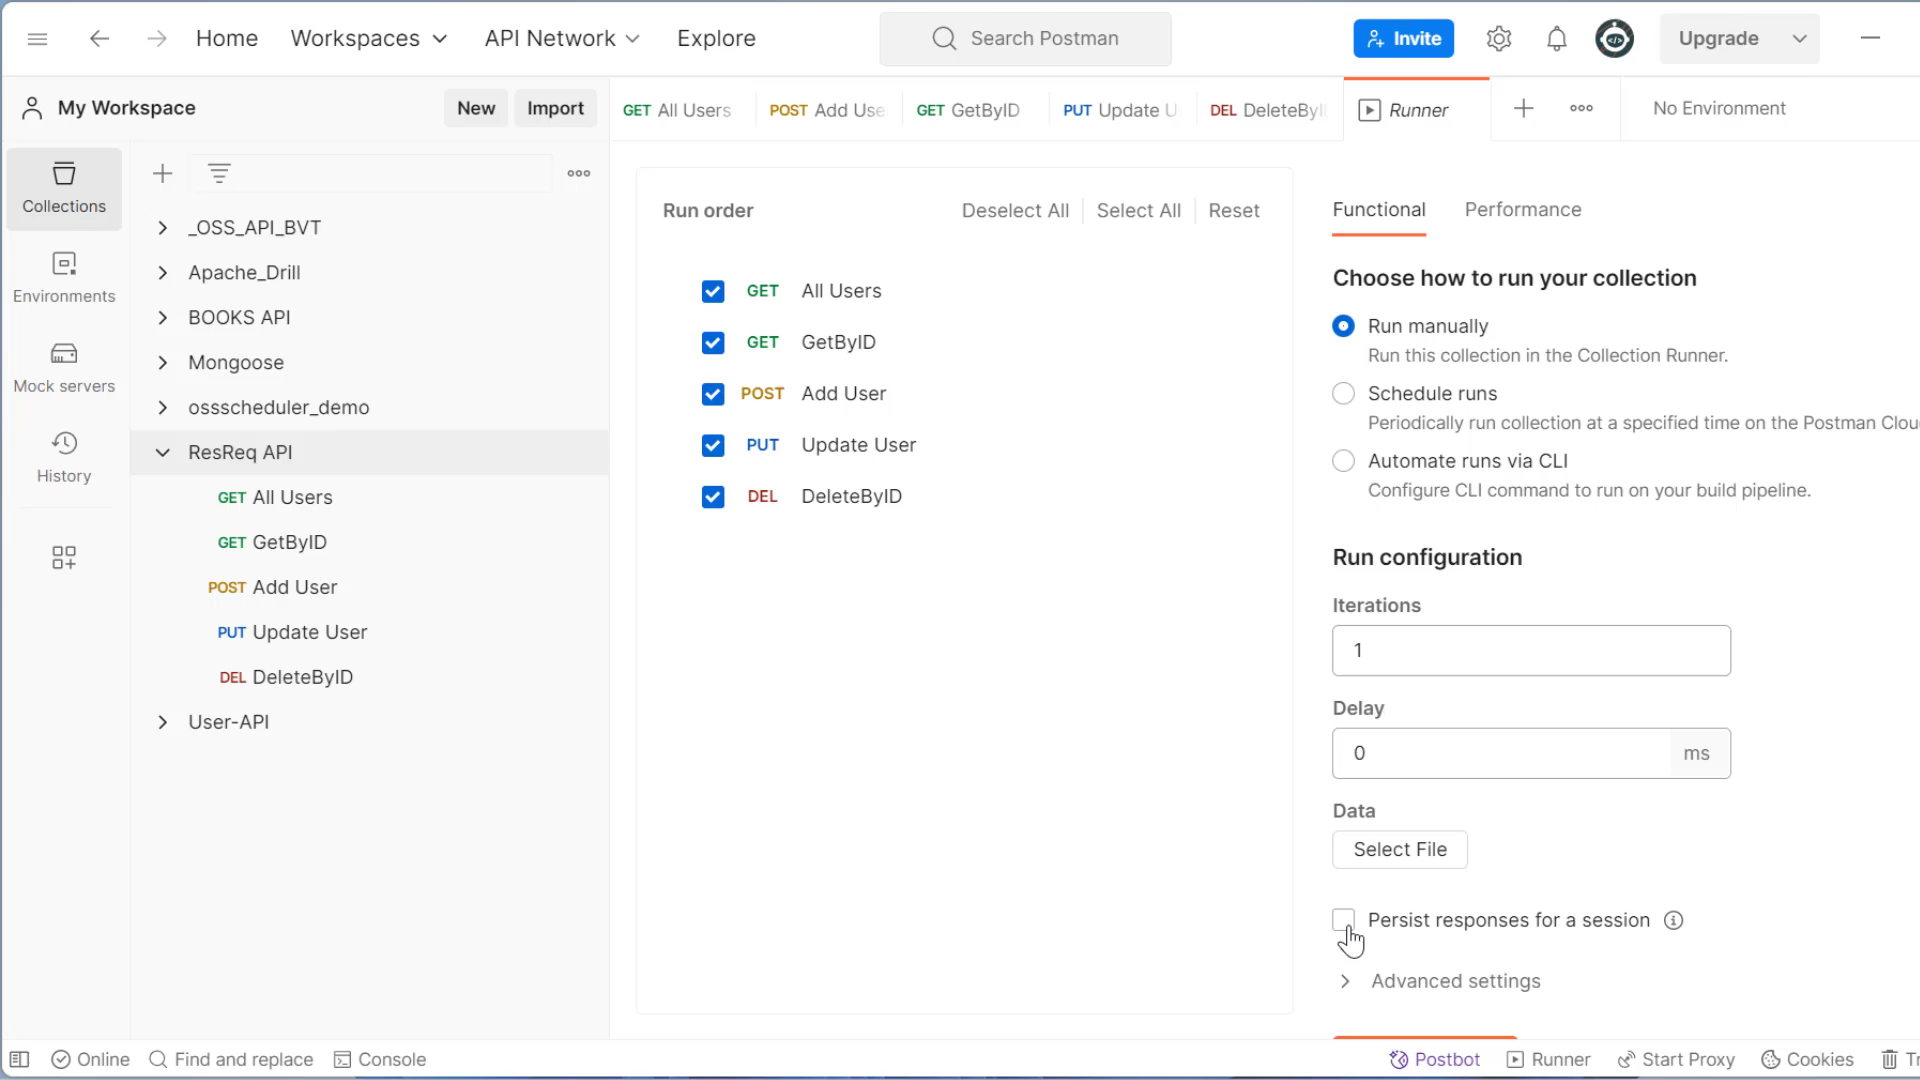 Home Workspaces API Network Explore Search Postman Invite Upgrade
My Workspace New Import
GET All Users POST Add Use GET GetByID PUT Update U DEL DeleteByI Runner No Environment
Collections
Environments
Mock servers
History
_OSS_API_BVT
Apache_Drill
BOOKS API
Mongoose
ossscheduler_demo
ResReq API
GET All Users
GET GetByID
POST Add User
PUT Update User
DEL DeleteByID
User-API
Run order Deselect All Select All Reset
GET All Users
GET GetByID
POST Add User
PUT Update User
DEL DeleteByID
Functional Performance
Choose how to run your collection
Run manually
Run this collection in the Collection Runner.
Schedule runs
Periodically run collection at a specified time on the Postman Clou
Automate runs via CLI
Configure CLI command to run on your build pipeline.
Run configuration
Iterations
1
Delay
0 ms
Data
Select File
Persist responses for a session
Advanced settings
Online Find and replace Console Postbot Runner Start Proxy Cookies Tr